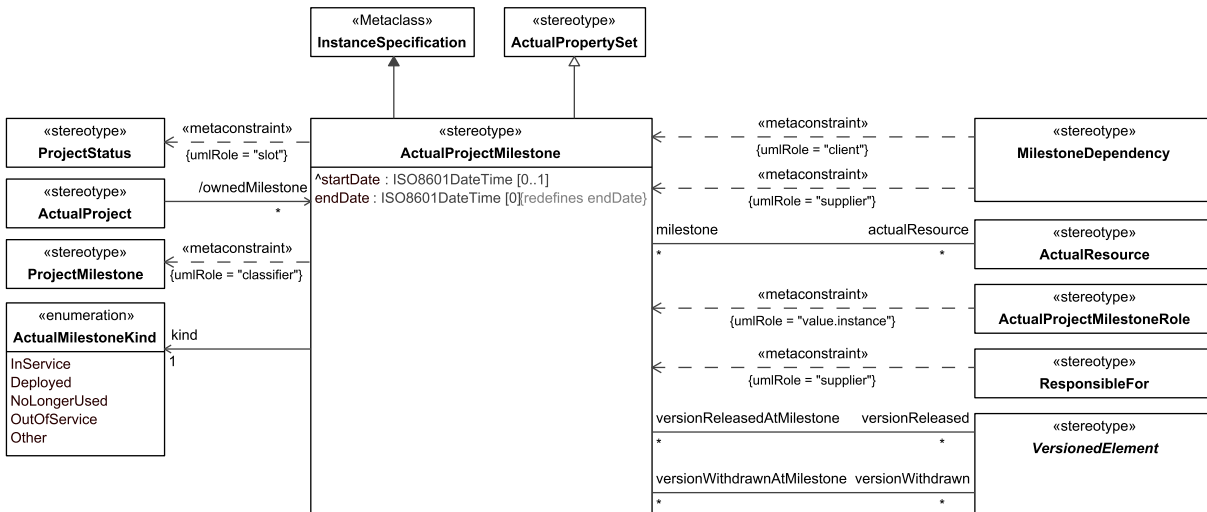 «Metaclass»
InstanceSpecification
«stereotype»
ActualPropertySet
«stereotype»
ProjectStatus
«metaconstraint»
{umlRole = "slot"}
«stereotype»
ActualProject
/ownedMilestone
*
«stereotype»
ProjectMilestone
«metaconstraint»
{umlRole = "classifier"}
«enumeration»
ActualMilestoneKind
InService
Deployed
NoLongerUsed
OutOfService
Other
kind
1
«stereotype»
ActualProjectMilestone
^startDate : ISO8601DateTime [0..1]
endDate : ISO8601DateTime [0]{redefines endDate}
«metaconstraint»
{umlRole = "client"}
«metaconstraint»
{umlRole = "supplier"}
«stereotype»
MilestoneDependency
milestone
*
actualResource
*
«stereotype»
ActualResource
«metaconstraint»
{umlRole = "value.instance"}
«stereotype»
ActualProjectMilestoneRole
«metaconstraint»
{umlRole = "supplier"}
«stereotype»
ResponsibleFor
versionReleasedAtMilestone
*
versionReleased
*
«stereotype»
VersionedElement
versionWithdrawnAtMilestone
*
versionWithdrawn
*